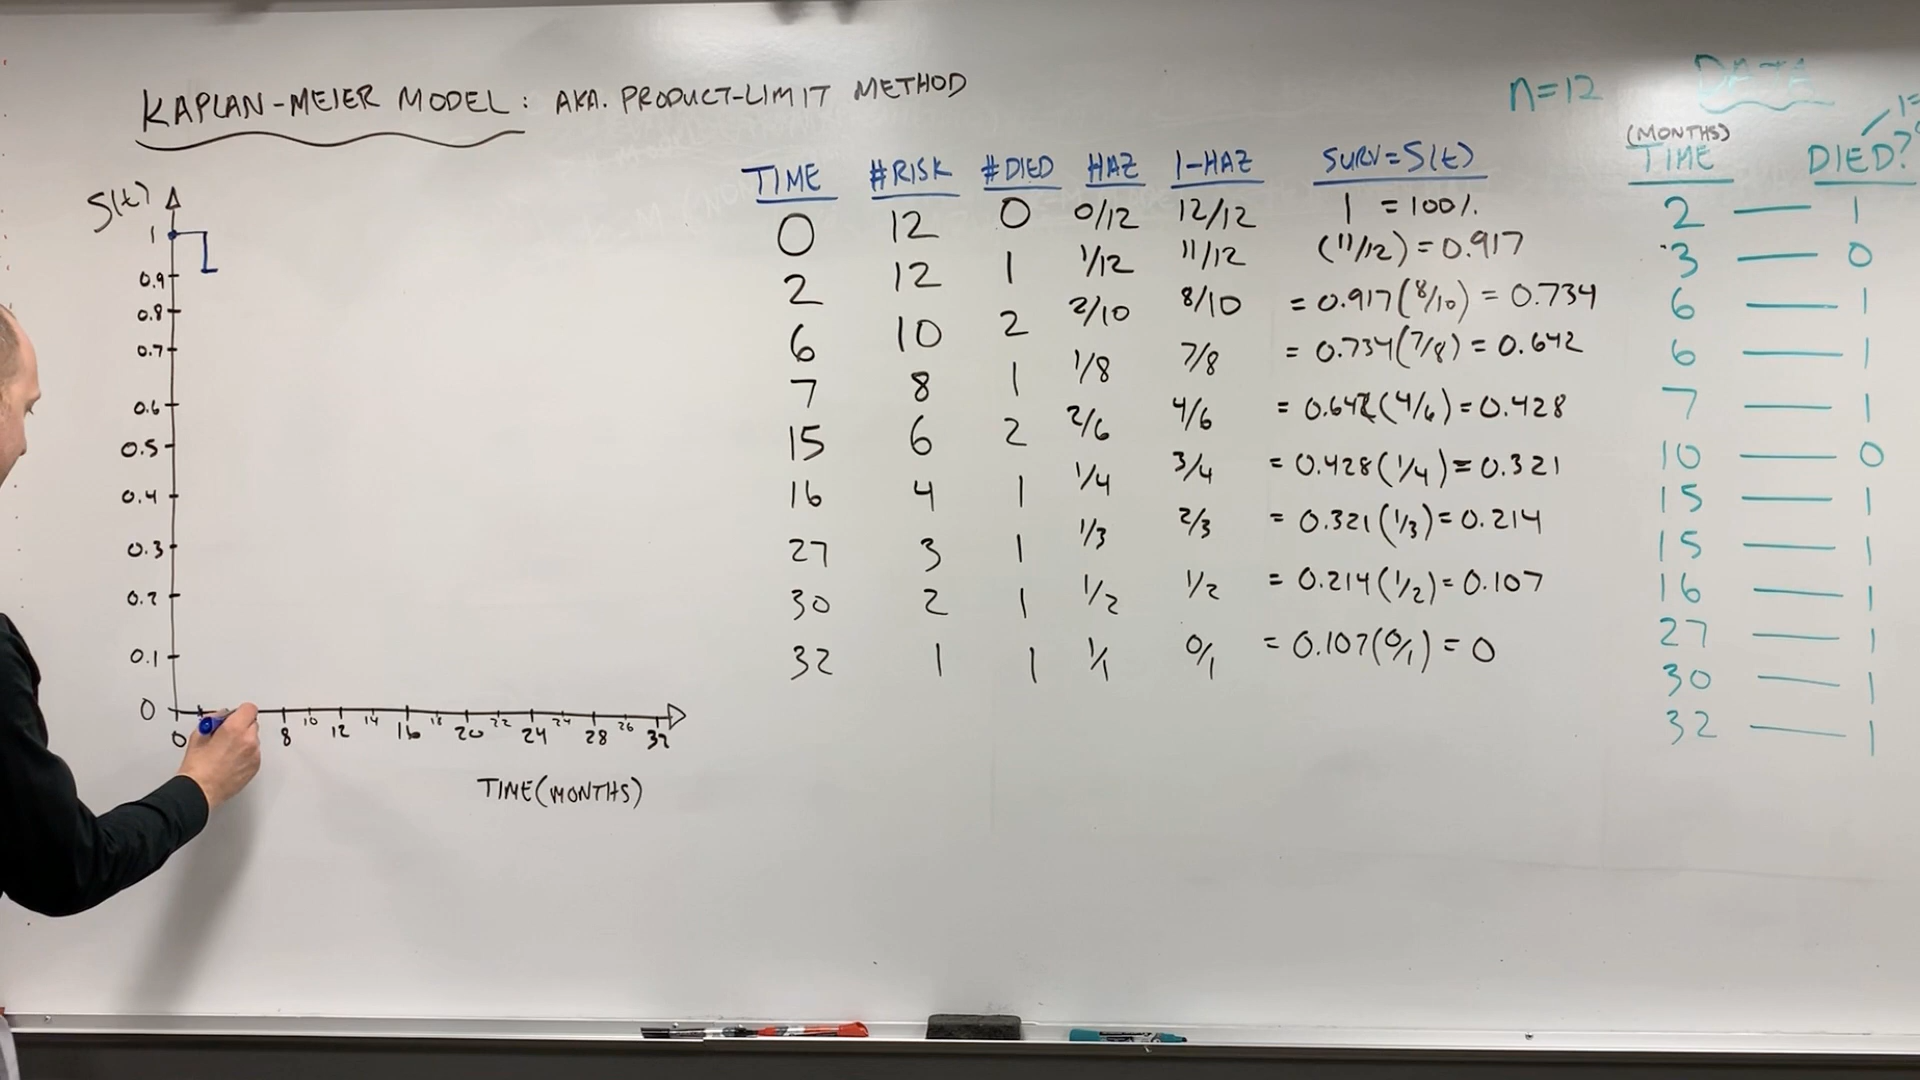 KAPLAN-MEIER MODEL: AKA. PRODUCT-LIMIT METHOD
n=12 DATA
1=
S(t)
1
0.9
0.8
0.7
0.6
0.5
0.4
0.3
0.2
0.1
0
0 8 10 12 14 16 18 20 22 24 24 28 26 32
TIME(MONTHS)
TIME #RISK #DIED HAZ 1-HAZ SURV=S(t)
0 12 0 0/12 12/12 1 = 100%.
2 12 1 1/12 11/12 (11/12) = 0.917
6 10 2 2/10 8/10 = 0.917(8/10) = 0.734
7 8 1 1/8 7/8 = 0.734(7/8) = 0.642
15 6 2 2/6 4/6 = 0.642(4/6) = 0.428
16 4 1 1/4 3/4 = 0.428(1/4) = 0.321
27 3 1 1/3 2/3 = 0.321(1/3) = 0.214
30 2 1 1/2 1/2 = 0.214(1/2) = 0.107
32 1 1 1/1 0/1 = 0.107(0/1) = 0
(MONTHS)
TIME DIED?
2 — 1
3 — 0
6 — 1
6 — 1
7 — 1
10 — 0
15 — 1
15 — 1
16 — 1
27 — 1
30 — 1
32 — 1